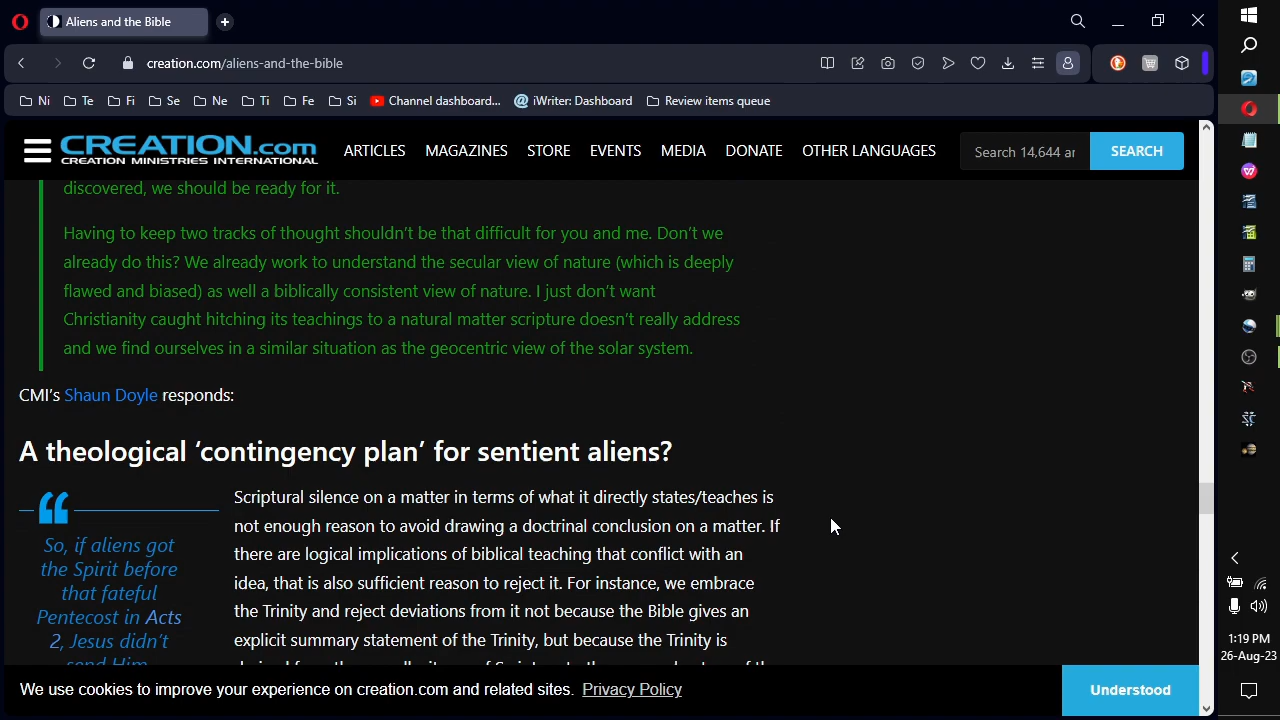 Aliens and the Bible
creation.com/aliens-and-the-bible
Ni Te Fi Se Ne Ti Fe Si Channel dashboard... iWriter: Dashboard Review items queue
CREATION.com
CREATION MINISTRIES INTERNATIONAL
ARTICLES MAGAZINES STORE EVENTS MEDIA DONATE OTHER LANGUAGES
Search 14,644 ar
SEARCH
discovered, we should be ready for it.
Having to keep two tracks of thought shouldn't be that difficult for you and me. Don't we
already do this? We already work to understand the secular view of nature (which is deeply
flawed and biased) as well a biblically consistent view of nature. I just don't want
Christianity caught hitching its teachings to a natural matter scripture doesn't really address
and we find ourselves in a similar situation as the geocentric view of the solar system.
CMI's Shaun Doyle responds:
A theological ‘contingency plan’ for sentient aliens?
So, if aliens got
the Spirit before
that fateful
Pentecost in Acts
2, Jesus didn't
send Him
Scriptural silence on a matter in terms of what it directly states/teaches is
not enough reason to avoid drawing a doctrinal conclusion on a matter. If
there are logical implications of biblical teaching that conflict with an
idea, that is also sufficient reason to reject it. For instance, we embrace
the Trinity and reject deviations from it not because the Bible gives an
explicit summary statement of the Trinity, but because the Trinity is
We use cookies to improve your experience on creation.com and related sites. Privacy Policy
Understood
1:19 PM
26-Aug-23